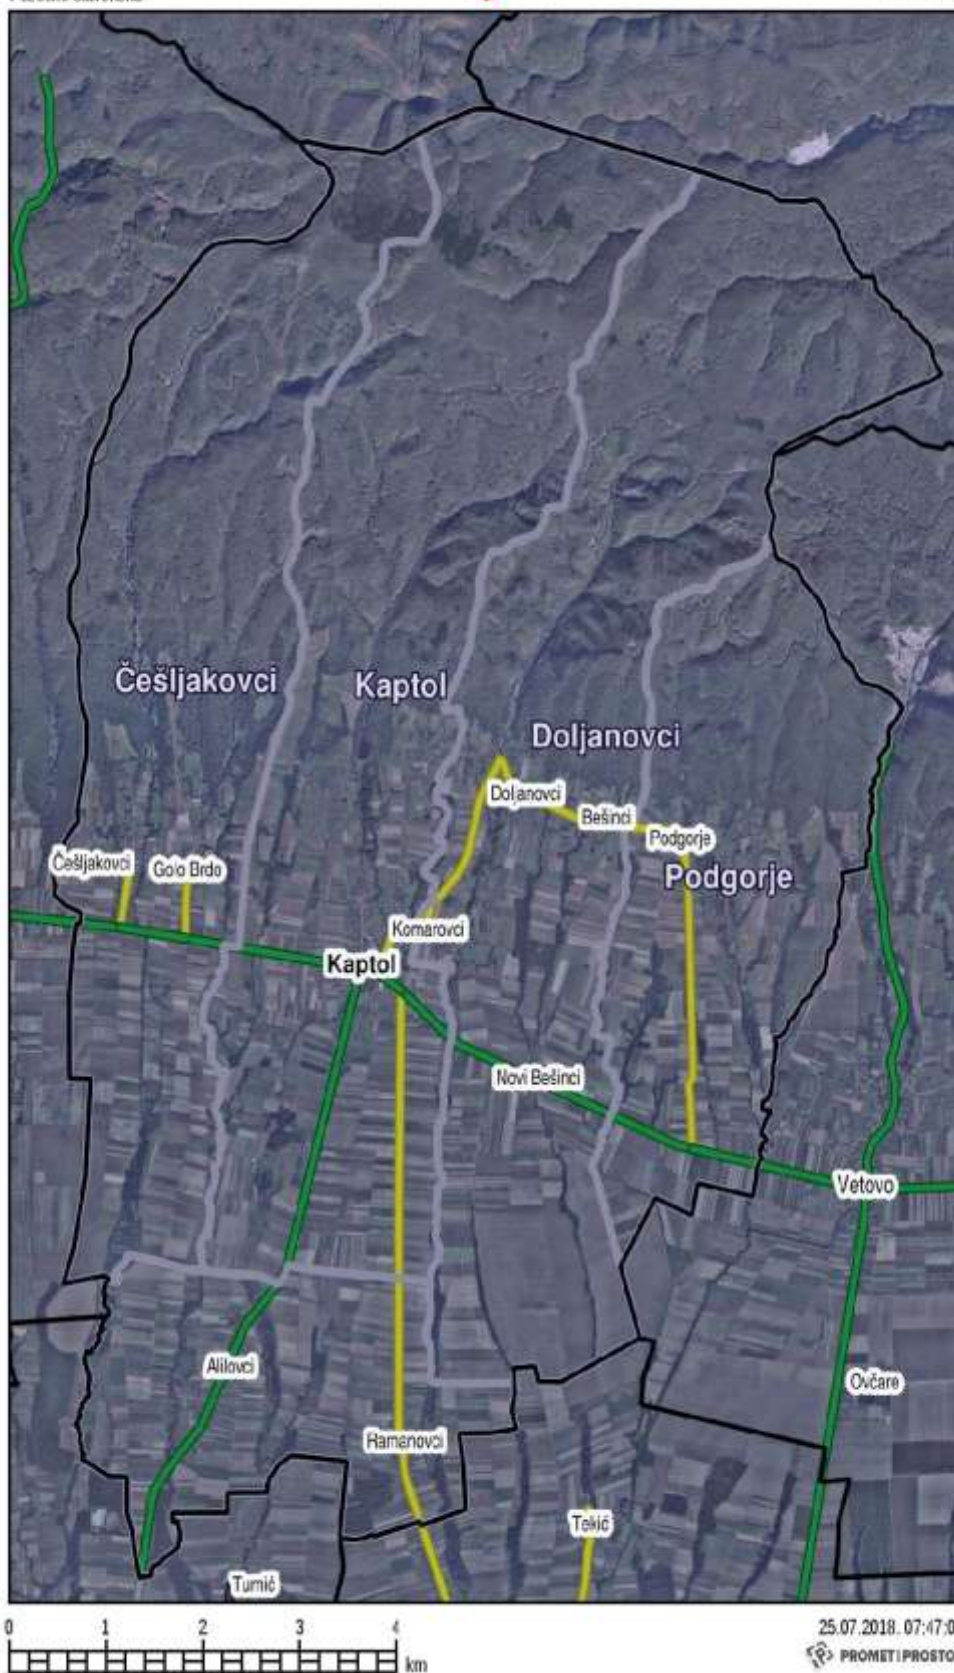 Češljakovci
Kaptol
Doljanovci
Doljanovci
Bešinci
Podgorje
Češljakovci
Golo Brdo
Podgorje
Komarovci
Kaptol
Novi Bešinci
Vetovo
Alilovci
Ovčare
Ramanovci
Tekić
Tumić
0 1 2 3 4
km
25.07.2018. 07:47:0
PROMET I PROSTO